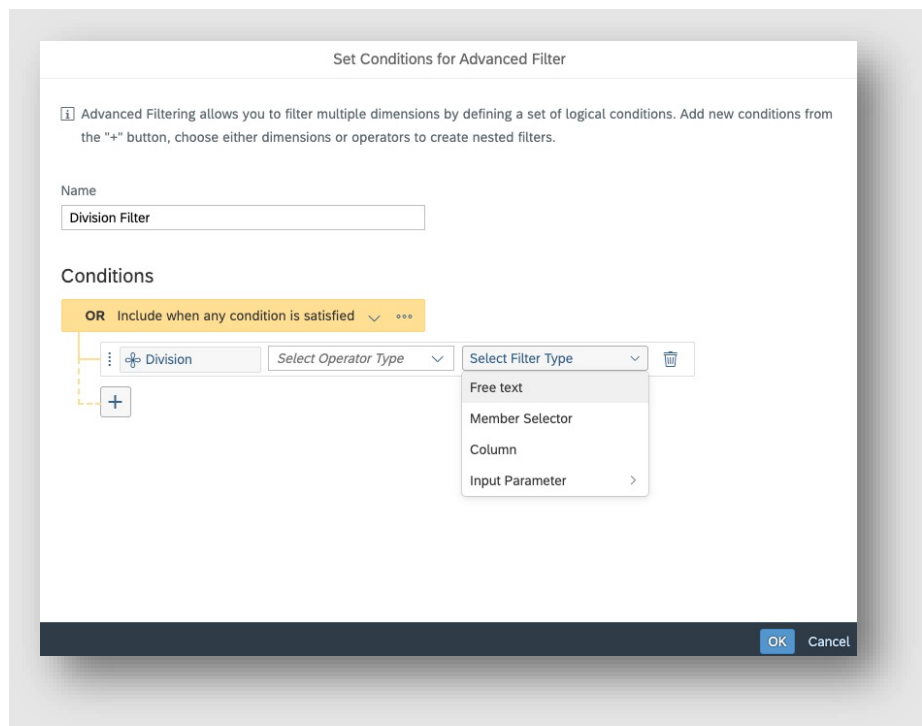 Set Conditions for Advanced Filter
Advanced Filtering allows you to filter multiple dimensions by defining a set of logical conditions. Add new conditions from
the "+" button, choose either dimensions or operators to create nested filters.
Name
Division Filter
Conditions
OR Include when any condition is satisfied
Division Select Operator Type Select Filter Type
Free text
+
Member Selector
Column
Input Parameter
OK Cancel